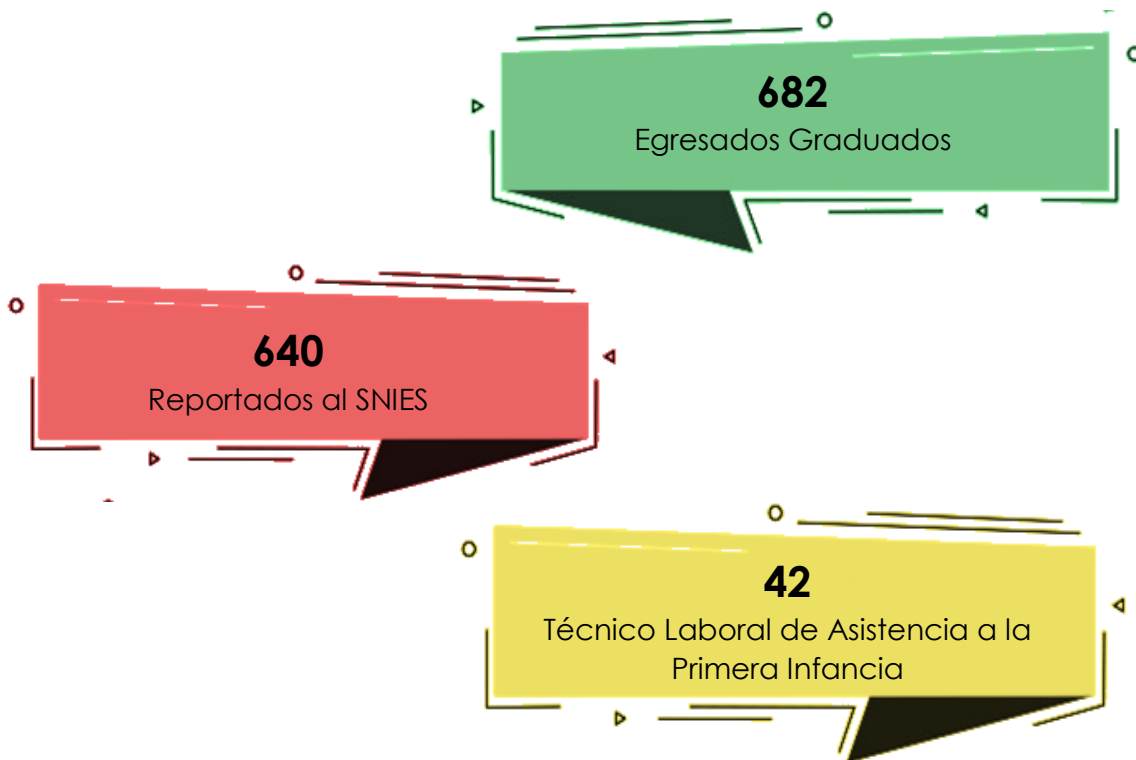 682
Egresados Graduados
640
Reportados al SNIES
42
Técnico Laboral de Asistencia a la
Primera Infancia